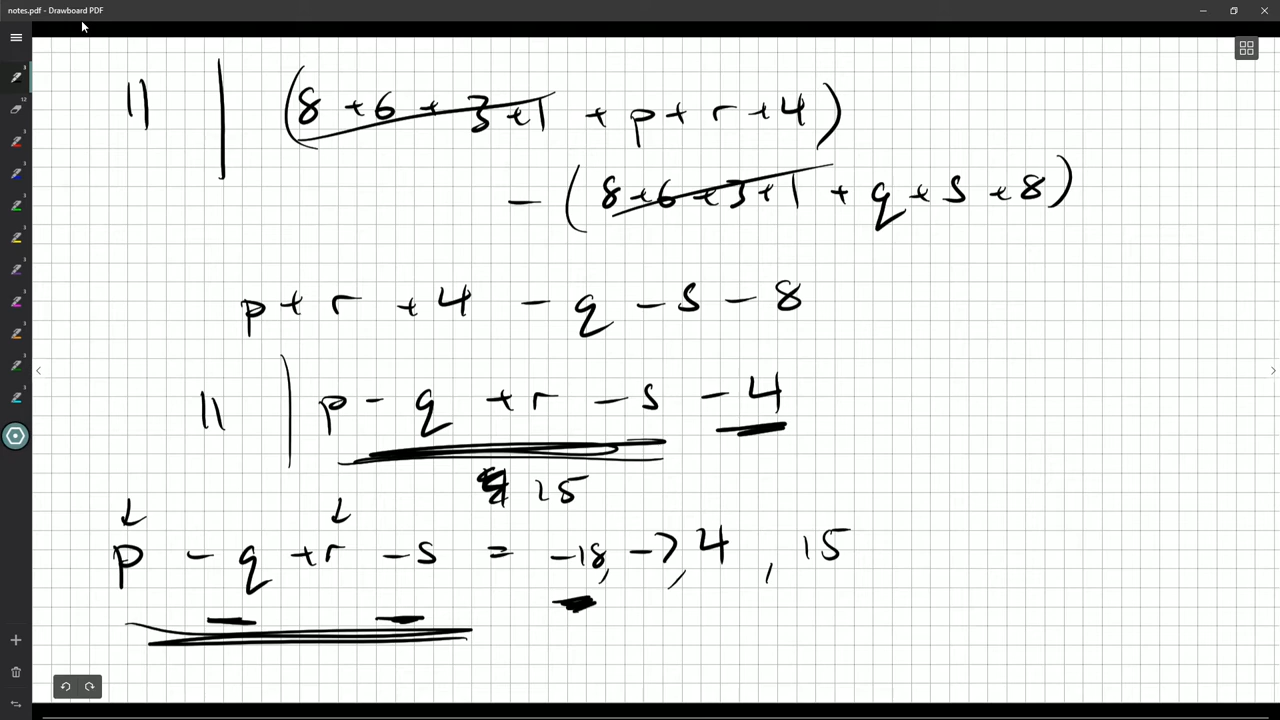 notes.pdf - Drawboard PDF
11 | (8 + 6 + 3 + 1 + p + r + 4)
- (8 + 6 + 3 + 1 + q + s + 8)
p + r + 4 - q - s - 8
11 | p - q + r - s - 4
15
p - q + r - s = -18, -7, 4, 15